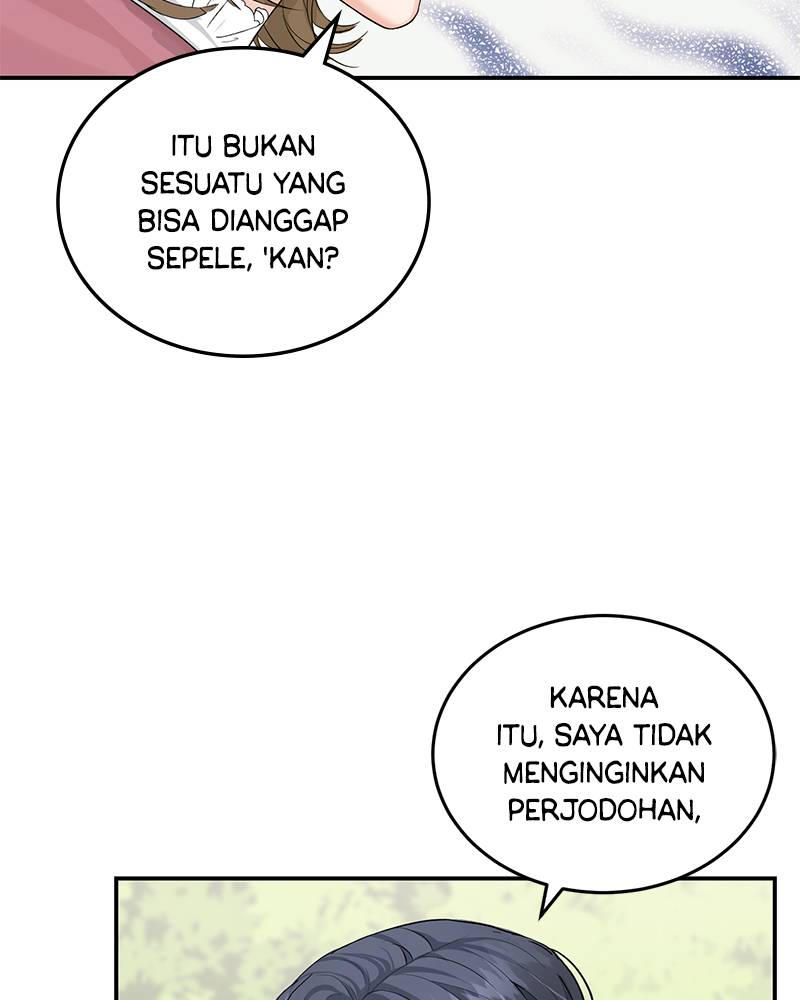 ITU BUKAN
SESUATU YANG
BISA DIANGGAP
SEPELE, 'KAN?
KARENA
ITU, SAYA TIDAK
MENGINGINKAN
PERJODOHAN,